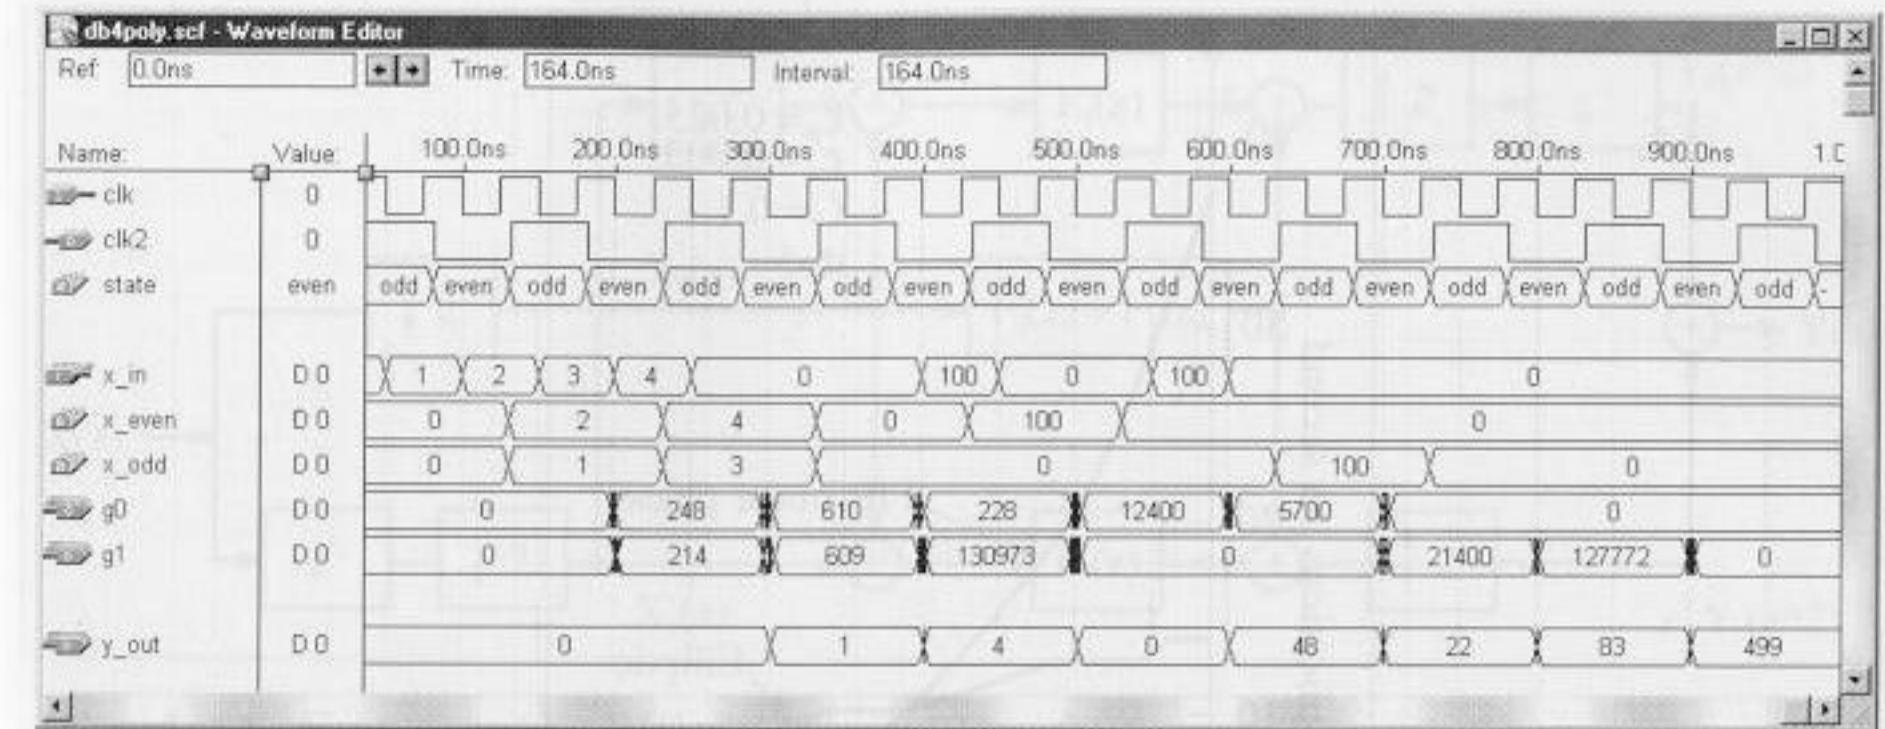 db4poly.scf - Waveform Editor
Ref: 0.0ns Time: 164.0ns Interval: 164.0ns
Name: Value: 100.0ns 200.0ns 300.0ns 400.0ns 500.0ns 600.0ns 700.0ns 800.0ns 900.0ns
clk 0
clk2 0
state even odd even odd even odd even odd even odd even odd even odd even odd even odd even odd -
x_in D 0 1 2 3 4 0 100 0 100 0
x_even D 0 0 2 4 0 100 0
x_odd D 0 0 1 3 0 100 0
g0 D 0 0 248 610 228 12400 5700 0
g1 D 0 0 214 609 130973 0 21400 127772 0
y_out D 0 0 1 4 0 48 22 83 499